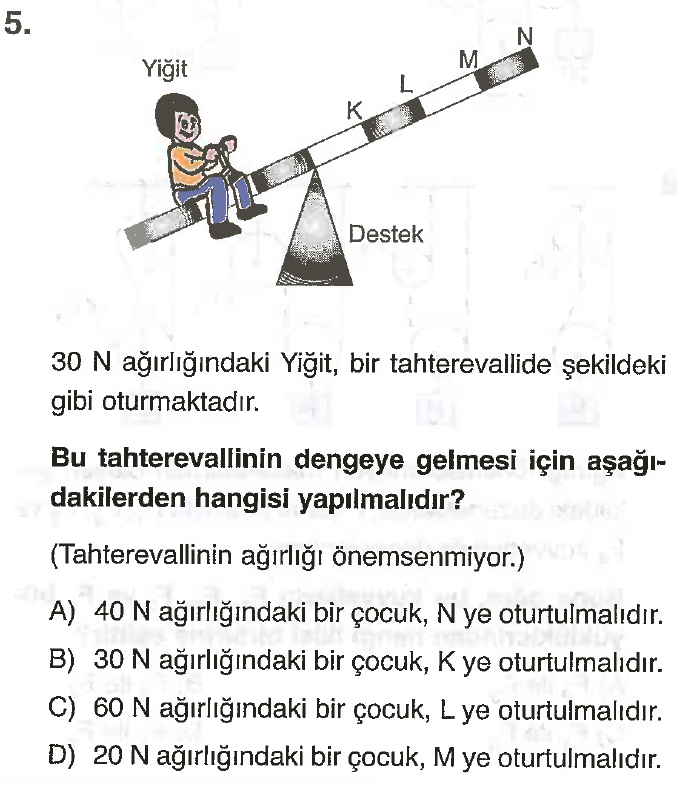 5.
N
M
Yiğit
L
K
Destek
30 N ağırlığındaki Yiğit, bir tahterevallide şekildeki
gibi oturmaktadır.
Bu tahterevallinin dengeye gelmesi için aşağı-
dakilerden hangisi yapılmalıdır?
(Tahterevallinin ağırlığı önemsenmiyor.)
A) 40 N ağırlığındaki bir çocuk, N ye oturtulmalıdır.
B) 30 N ağırlığındaki bir çocuk, K ye oturtulmalıdır.
C) 60 N ağırlığındaki bir çocuk, L ye oturtulmalıdır.
D) 20 N ağırlığındaki bir çocuk, M ye oturtulmalıdır.